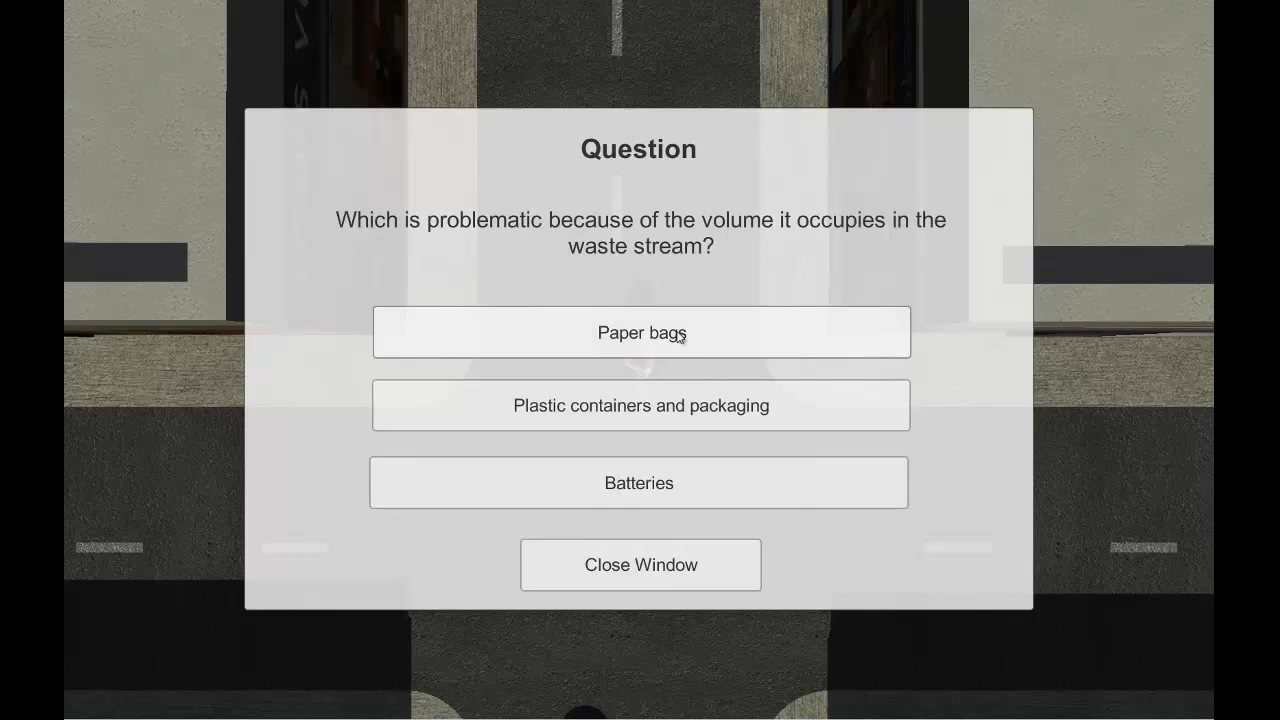 Question
Which is problematic because of the volume it occupies in the
waste stream?
Paper bags
Plastic containers and packaging
Batteries
Close Window